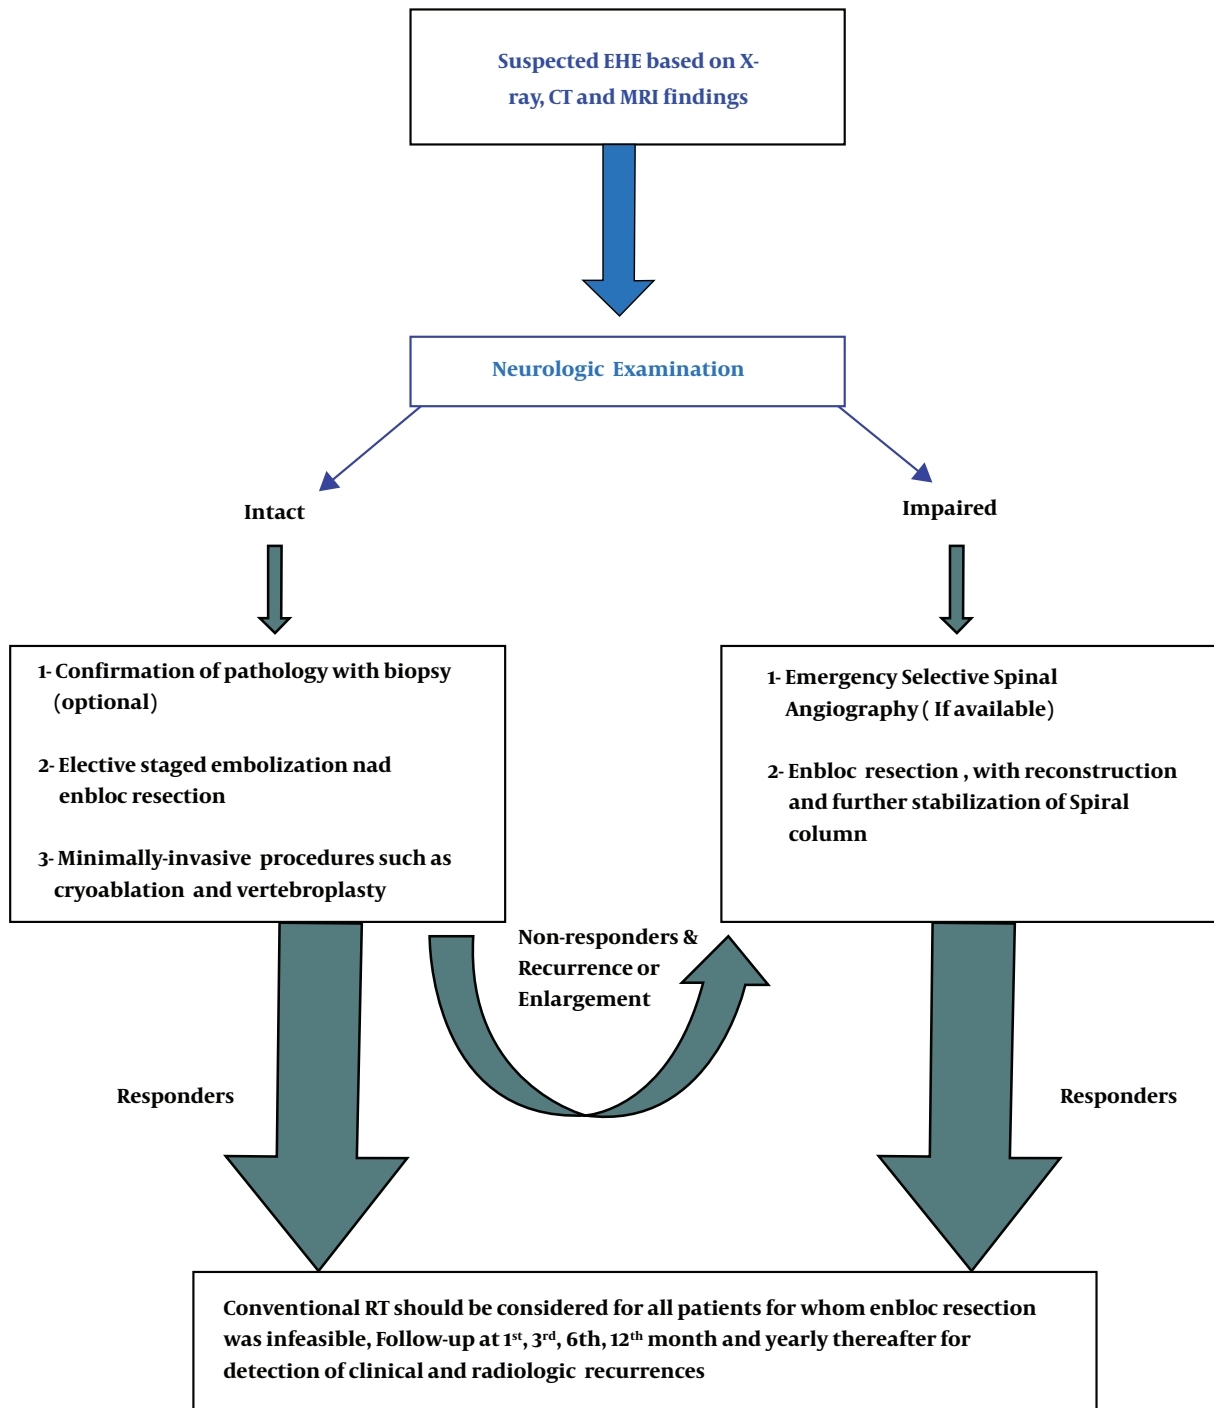 Suspected EHE based on X-
ray, CT and MRI findings
Neurologic Examination
Intact
Impaired
1- Confirmation of pathology with biopsy
(optional)
2- Elective staged embolization nad
enbloc resection
3- Minimally-invasive procedures such as
cryoablation and vertebroplasty
1- Emergency Selective Spinal
Angiography ( If available)
2- Enbloc resection , with reconstruction
and further stabilization of Spiral
column
Non-responders &
Recurrence or
Enlargement
Responders
Responders
Conventional RT should be considered for all patients for whom enbloc resection
was infeasible, Follow-up at 1st, 3rd, 6th, 12th month and yearly thereafter for
detection of clinical and radiologic recurrences